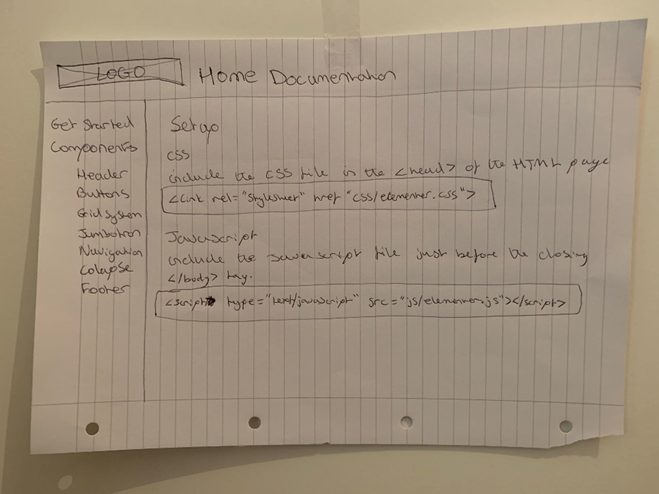 LOGO
Home Documentation
Get Started
Components
Header
Buttons
Grid system
Jumbotron
Navigation
Colapse
Footer
Setup
CSS
include the CSS file in the <head> of the HTML page
<link rel="stylesheet" href "css/elementer.css">
Javascript
include the Javascript file just before the closing
</body> tag.
<script type="text/javascript" src="js/elementer.js"></script>